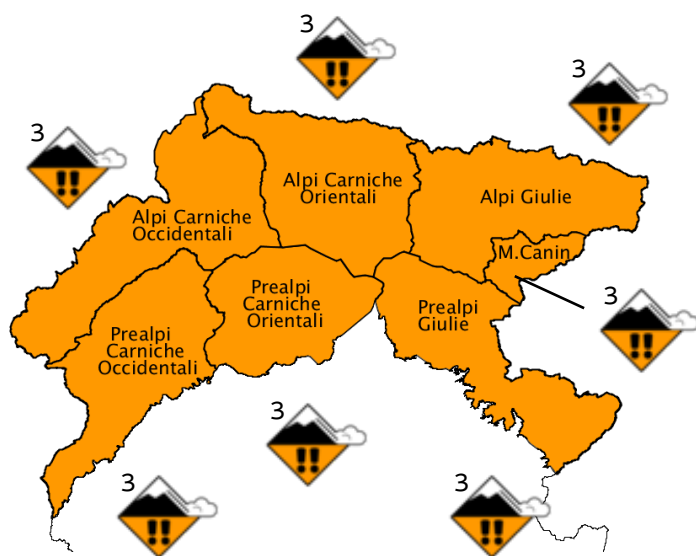 3
3
3
Alpi Carniche
Orientali
Alpi Giulie
Alpi Carniche
Occidentali
M.Canin
Prealpi
Carniche
Orientali
3
Prealpi
Giulie
Prealpi
Carniche
Occidentali
3
3
3
!!
!!
!!
!!
!!
!!
!!